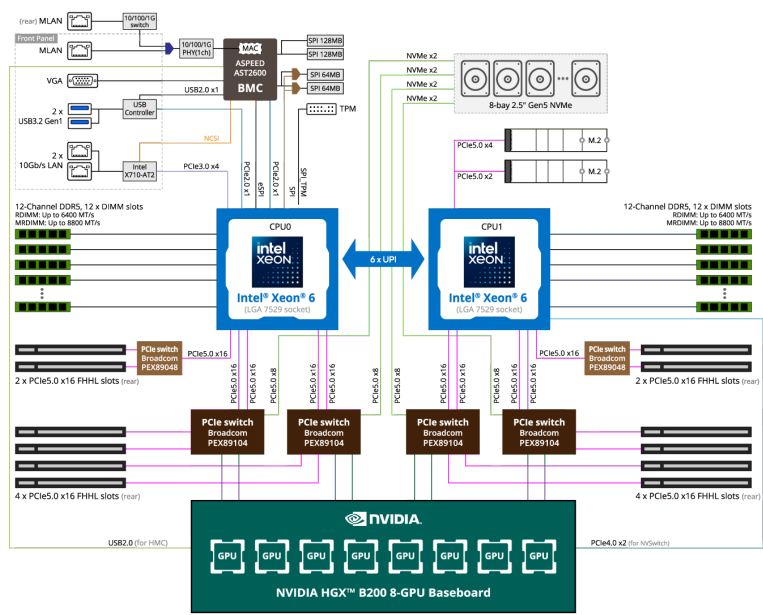 (rear) MLAN
10/100/1G
switch
Front Panel
MLAN
10/100/1G
PHY(1ch)
MAC
ASPEED
AST2600
BMC
SPI 128MB
SPI 128MB
SPI 64MB
SPI 64MB
VGA
USB2.0 x1
2 x
USB3.2 Gen1
USB
Controller
TPM
NCSI
2 x
10Gb/s LAN
Intel
X710-AT2
PCIe3.0 x4
PCIe2.0 x1
eSPI
PCIe2.0 x1
SPI
SPI_TPM
NVMe x2
NVMe x2
NVMe x2
NVMe x2
8-bay 2.5" Gen5 NVMe
PCIe5.0 x4
M.2
PCIe5.0 x2
M.2
12-Channel DDR5, 12 x DIMM slots
RDIMM: Up to 6400 MT/s
MRDIMM: Up to 8800 MT/s
CPU0
intel
XEON
Intel® Xeon® 6
(LGA 7529 socket)
6 x UPI
CPU1
intel
XEON
Intel® Xeon® 6
(LGA 7529 socket)
12-Channel DDR5, 12 x DIMM slots
RDIMM: Up to 6400 MT/s
MRDIMM: Up to 8800 MT/s
PCIe switch
Broadcom
PEX89048
PCIe5.0 x16
2 x PCIe5.0 x16 FHHL slots (rear)
PCIe5.0 x16
PCIe5.0 x16
PCIe5.0 x8
PCIe5.0 x16
PCIe5.0 x16
PCIe5.0 x8
PCIe5.0 x8
PCIe5.0 x16
PCIe5.0 x16
PCIe5.0 x8
PCIe5.0 x16
PCIe5.0 x16
PCIe5.0 x16
PCIe switch
Broadcom
PEX89048
2 x PCIe5.0 x16 FHHL slots (rear)
PCIe switch
Broadcom
PEX89104
PCIe switch
Broadcom
PEX89104
PCIe switch
Broadcom
PEX89104
PCIe switch
Broadcom
PEX89104
4 x PCIe5.0 x16 FHHL slots (rear)
4 x PCIe5.0 x16 FHHL slots (rear)
NVIDIA.
USB2.0 (for HMC)
PCIe4.0 x2 (for NVSwitch)
GPU GPU GPU GPU GPU GPU GPU GPU
NVIDIA HGX™ B200 8-GPU Baseboard